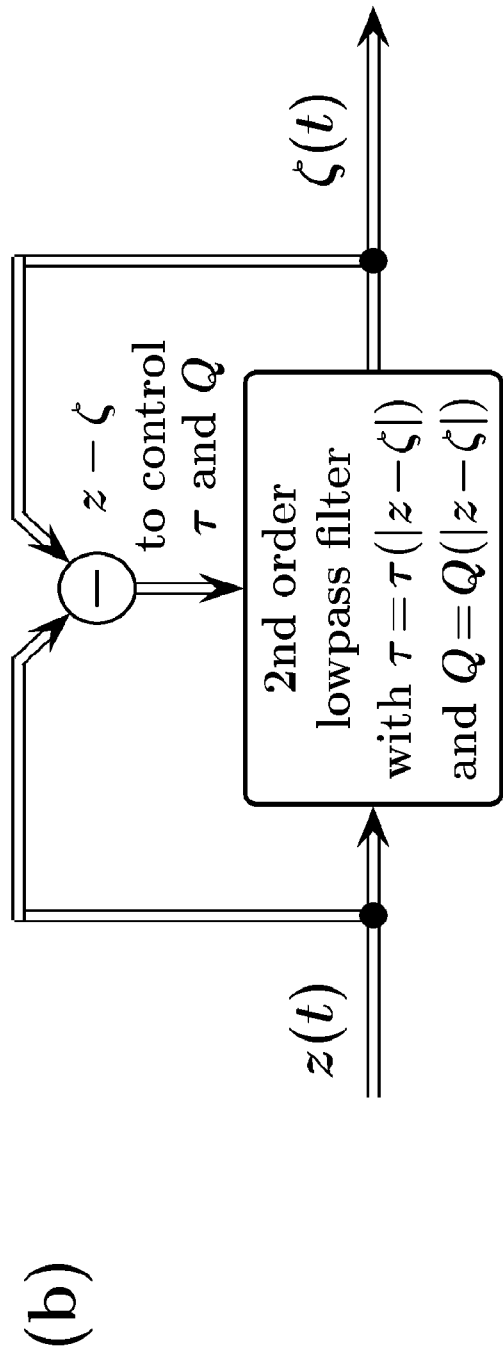 (b)
z − ζ
to control
τ and Q
z(t)
2nd order
lowpass filter
with τ=τ(|z−ζ|)
and Q=Q(|z−ζ|)
ζ(t)
−